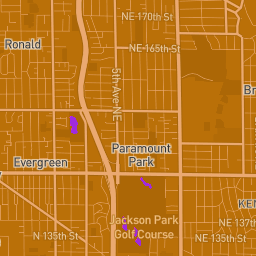 NE 170th St
Ronald
NE 165th St
5th Ave NE
Br
Paramount
Park
Evergreen
KEN
Jackson Park
Golf Course
NE 137th
N 135th St
NE 135th St